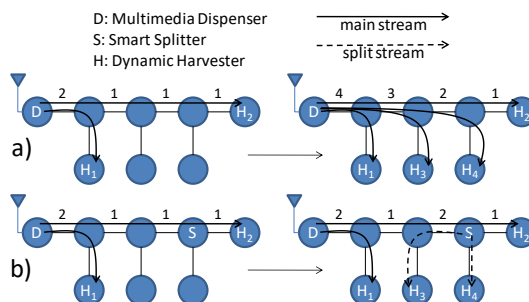 D: Multimedia Dispenser
S: Smart Splitter
H: Dynamic Harvester
main stream
split stream
2 1 1 1 4 3 2 1
D H2 D H2
a)
H1 H1 H3 H4
2 1 1 1 2 1 2 1
D S H2 D S H2
b)
H1 H1 H3 H4